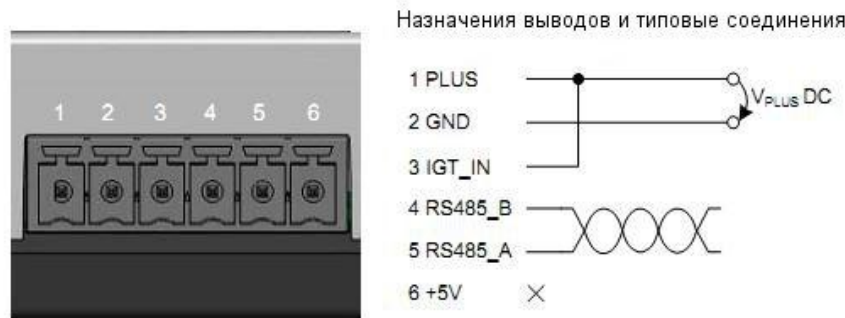 Назначения выводов и типовые соединения
1 2 3 4 5 6
1 PLUS
V_PLUS DC
2 GND
3 IGT_IN
4 RS485_B
5 RS485_A
6 +5V